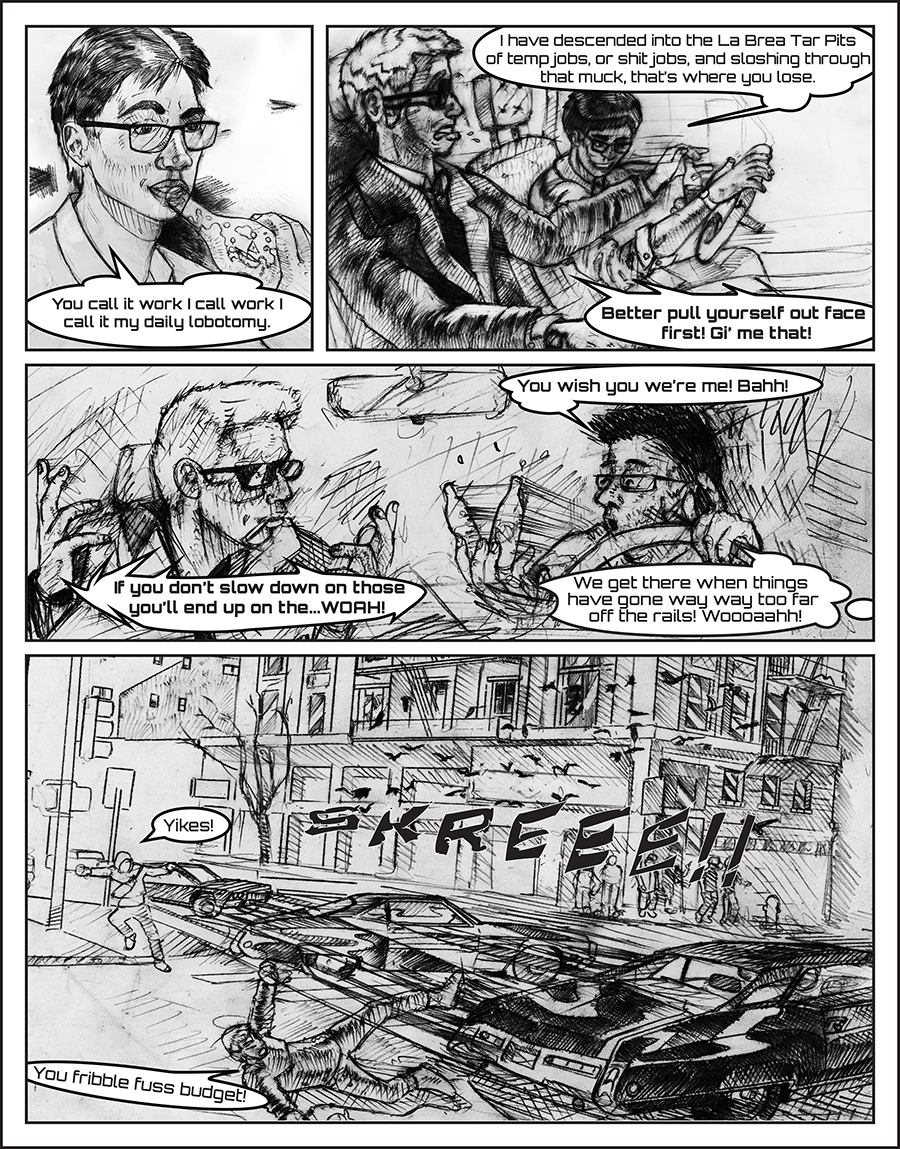 You call it work I call work I
call it my daily lobotomy.
I have descended into the La Brea Tar Pits
of temp jobs, or shit jobs, and sloshing through
that muck, that's where you lose.
Better pull yourself out face
first! Gi' me that!
You wish you we're me! Bahh!
If you don't slow down on those
you'll end up on the...WOAH!
We get there when things
have gone way way too far
off the rails! Woooaahh!
SKREEE!!
Yikes!
You fribble fuss budget!